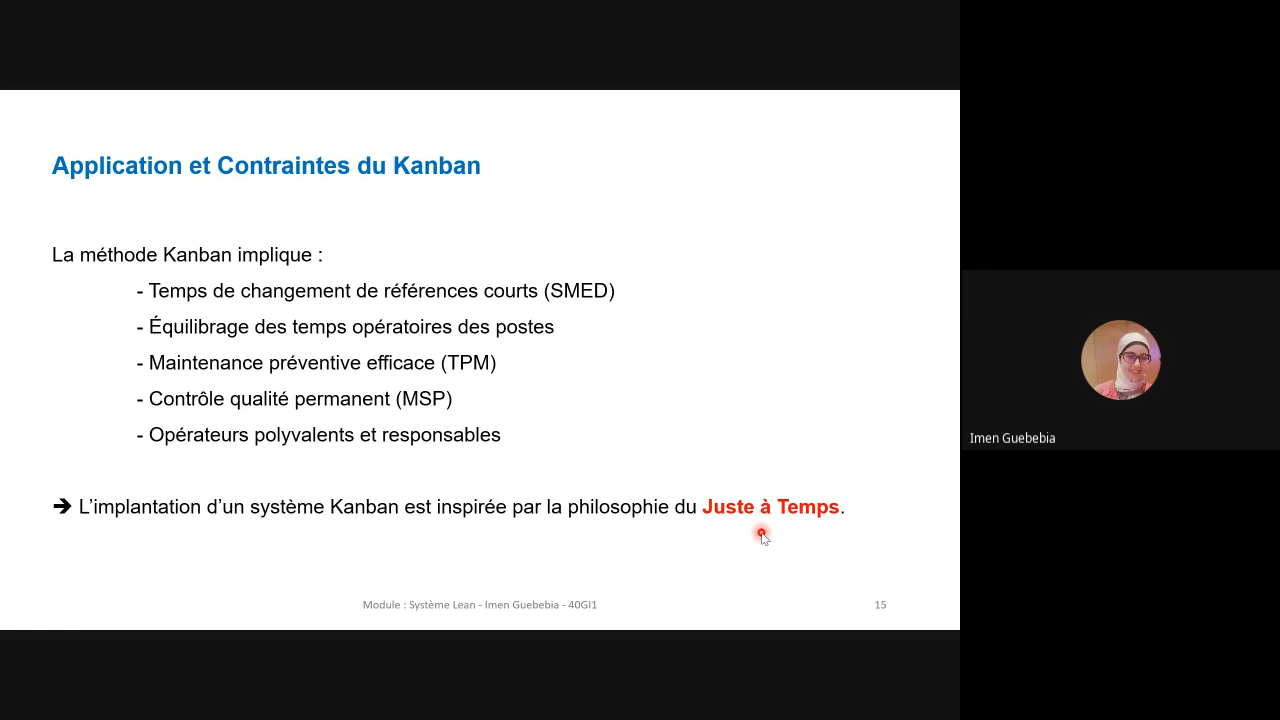 Application et Contraintes du Kanban
La méthode Kanban implique :
- Temps de changement de références courts (SMED)
- Équilibrage des temps opératoires des postes
- Maintenance préventive efficace (TPM)
- Contrôle qualité permanent (MSP)
- Opérateurs polyvalents et responsables
🡪 L’implantation d’un système Kanban est inspirée par la philosophie du Juste à Temps.
Module : Système Lean - Imen Guebebia - 40GI1
15
Imen Guebebia